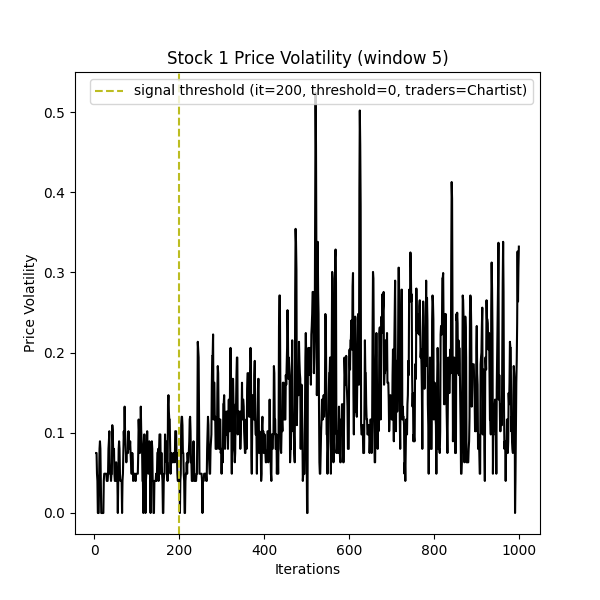 Stock 1 Price Volatility (window 5)
signal threshold (it=200, threshold=0, traders=Chartist)
Price Volatility
0.5
0.4
0.3
0.2
0.1
0.0
0 200 400 600 800 1000
Iterations